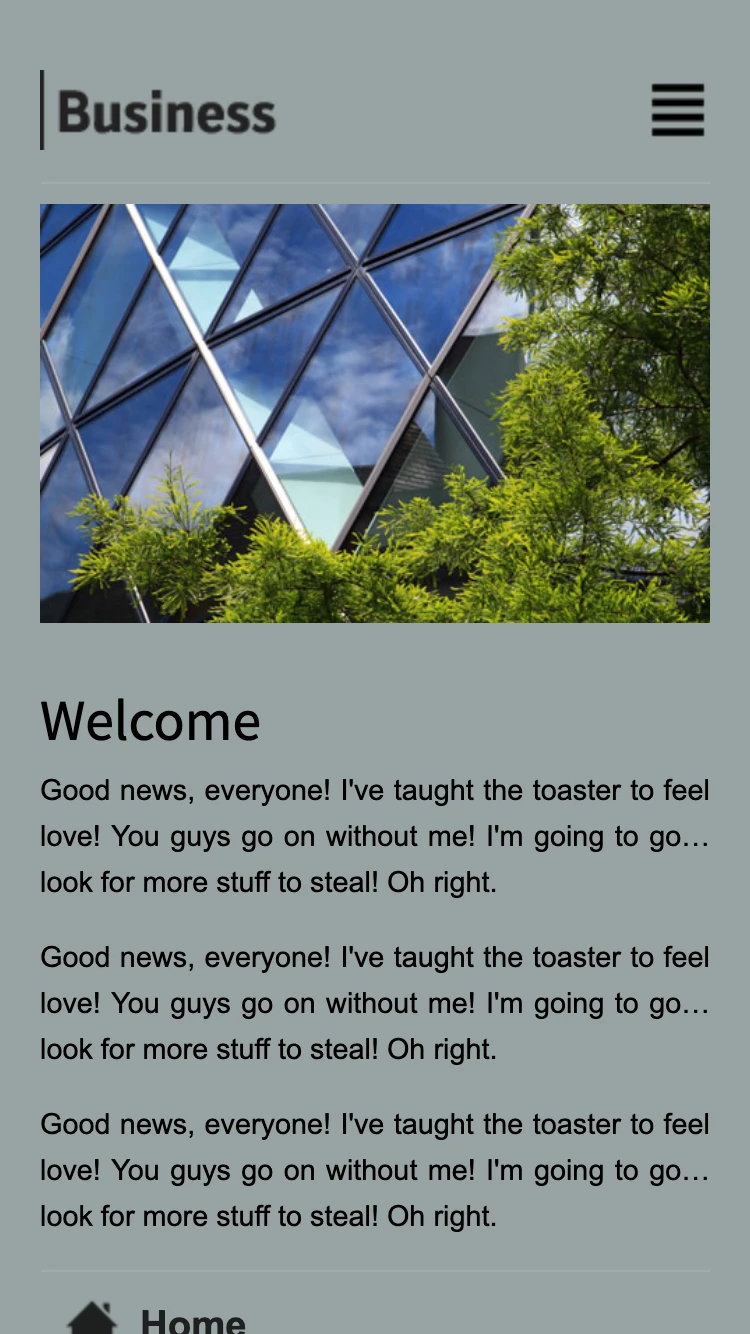 Business
Welcome
Good news, everyone! I've taught the toaster to feel
love! You guys go on without me! I'm going to go…
look for more stuff to steal! Oh right.
Good news, everyone! I've taught the toaster to feel
love! You guys go on without me! I'm going to go…
look for more stuff to steal! Oh right.
Good news, everyone! I've taught the toaster to feel
love! You guys go on without me! I'm going to go…
look for more stuff to steal! Oh right.
Home